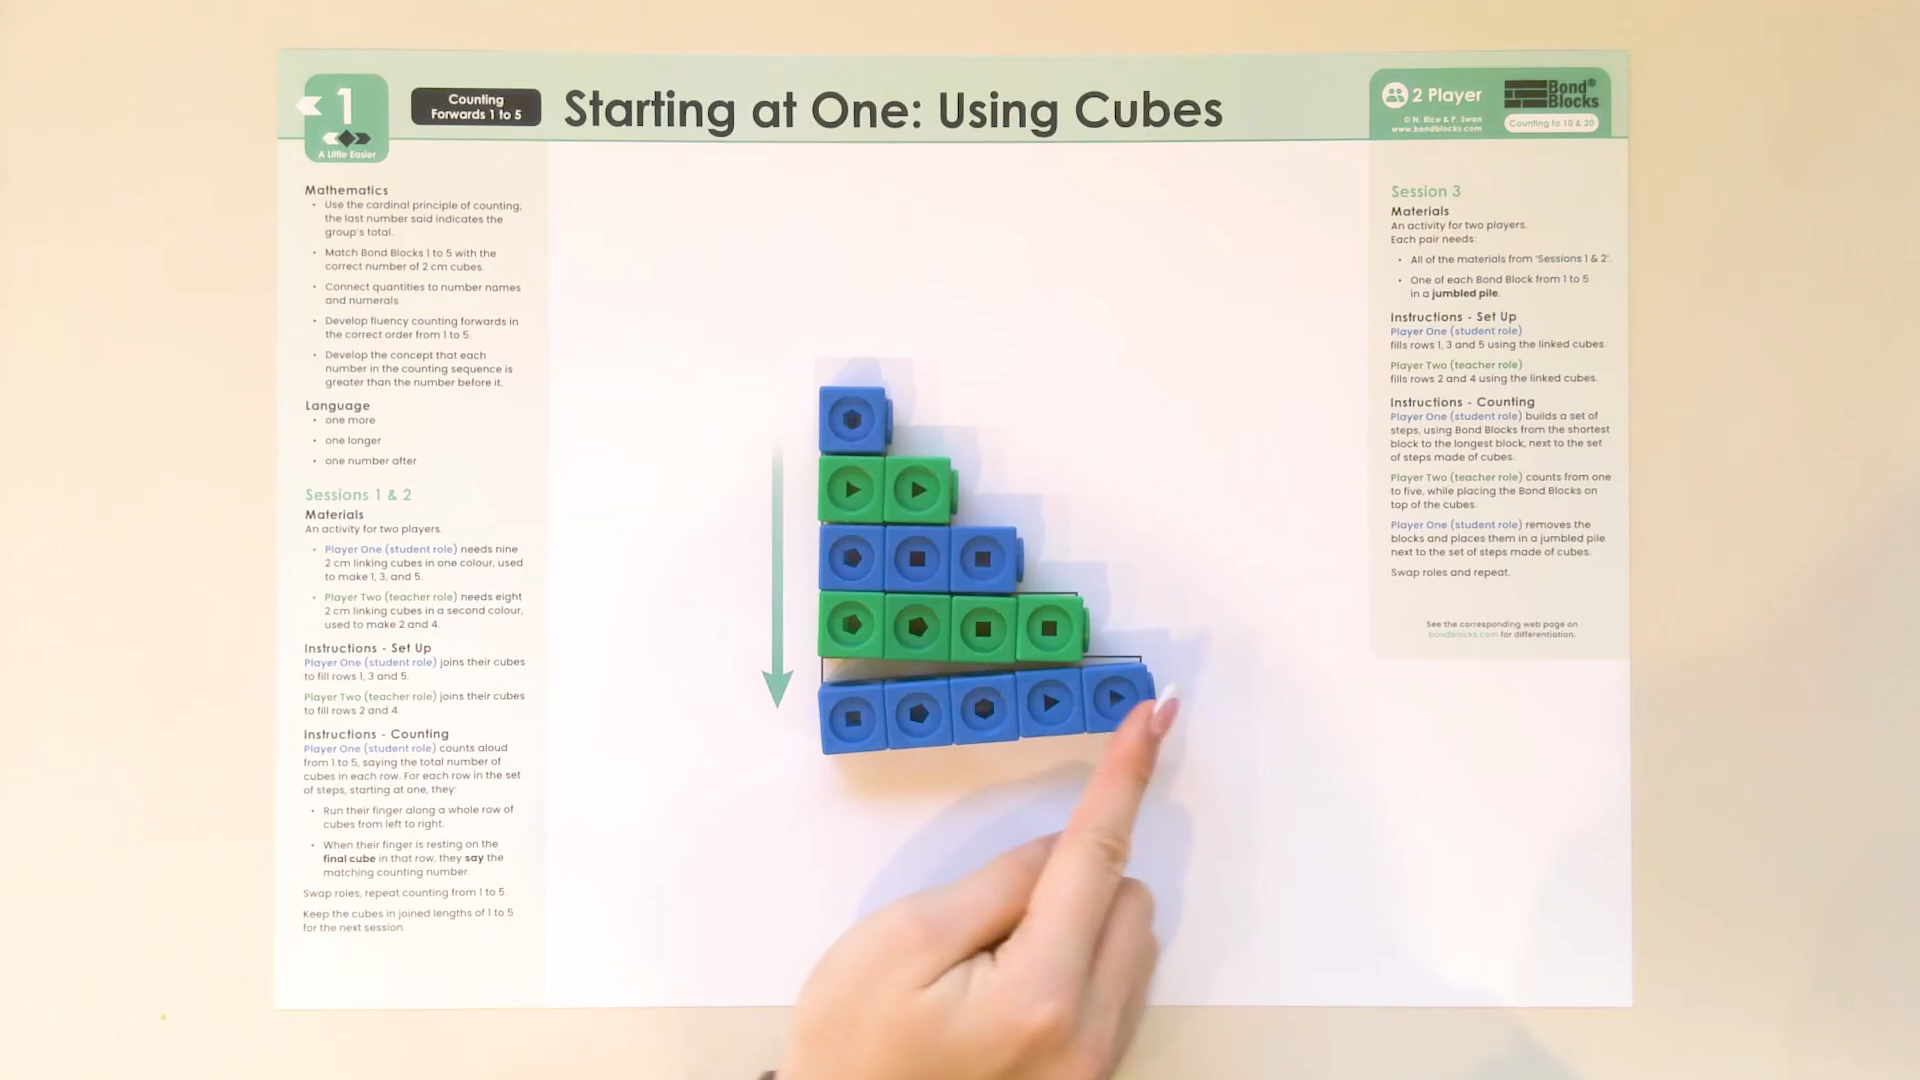 1
A Little Easier
Counting
Forwards 1 to 5
Starting at One: Using Cubes
2 Player
© N. Bice & P. Swan
www.bondblocks.com
Bond®
Blocks
Counting to 10 & 20
Mathematics
• Use the cardinal principle of counting;
the last number said indicates the
group's total.
• Match Bond Blocks 1 to 5 with the
correct number of 2 cm cubes.
• Connect quantities to number names
and numerals.
• Develop fluency counting forwards in
the correct order from 1 to 5.
• Develop the concept that each
number in the counting sequence is
greater than the number before it.
Language
• one more
• one longer
• one number after
Sessions 1 & 2
Materials
An activity for two players.
• Player One (student role) needs nine
2 cm linking cubes in one colour, used
to make 1, 3, and 5.
• Player Two (teacher role) needs eight
2 cm linking cubes in a second colour,
used to make 2 and 4.
Instructions - Set Up
Player One (student role) joins their cubes
to fill rows 1, 3 and 5.
Player Two (teacher role) joins their cubes
to fill rows 2 and 4.
Instructions - Counting
Player One (student role) counts aloud
from 1 to 5, saying the total number of
cubes in each row. For each row in the set
of steps, starting at one, they:
• Run their finger along a whole row of
cubes from left to right.
• When their finger is resting on the
final cube in that row, they say the
matching counting number.
Swap roles, repeat counting from 1 to 5.
Keep the cubes in joined lengths of 1 to 5
for the next session.
Session 3
Materials
An activity for two players.
Each pair needs:
• All of the materials from 'Sessions 1 & 2'.
• One of each Bond Block from 1 to 5
in a jumbled pile.
Instructions - Set Up
Player One (student role)
fills rows 1, 3 and 5 using the linked cubes.
Player Two (teacher role)
fills rows 2 and 4 using the linked cubes.
Instructions - Counting
Player One (student role) builds a set of
steps, using Bond Blocks from the shortest
block to the longest block, next to the set
of steps made of cubes.
Player Two (teacher role) counts from one
to five, while placing the Bond Blocks on
top of the cubes.
Player One (student role) removes the
blocks and places them in a jumbled pile
next to the set of steps made of cubes.
Swap roles and repeat.
See the corresponding web page on
bondblocks.com for differentiation.